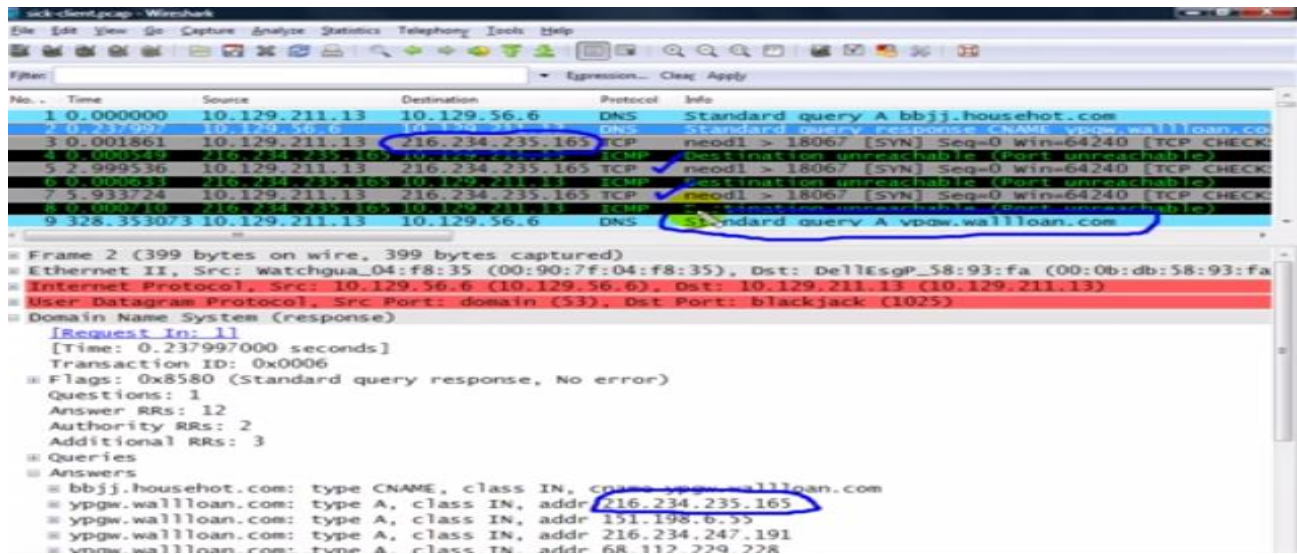 sick-client.pcap - Wireshark
File Edit View Go Capture Analyze Statistics Telephony Tools Help
Filter: Expression... Clear Apply
No. . Time Source Destination Protocol Info
1 0.000000 10.129.211.13 10.129.56.6 DNS Standard query A bbjj.househot.com
2 0.237997 10.129.56.6 10.129.211.13 DNS Standard query response CNAME ypgw.wallloan.co
3 0.001861 10.129.211.13 216.234.235.165 TCP neod1 > 18067 [SYN] Seq=0 Win=64240 [TCP CHECKS
4 0.000549 216.234.235.165 10.129.211.13 ICMP Destination unreachable (Port unreachable)
5 2.999536 10.129.211.13 216.234.235.165 TCP neod1 > 18067 [SYN] Seq=0 Win=64240 [TCP CHECK
6 0.000633 216.234.235.165 10.129.211.13 ICMP Destination unreachable (Port unreachable)
7 10.129.211.13 216.234.235.165 TCP neod1 > 18067 [SYN] Seq=0 Win=64240 [TCP CHECKS
8 0.000710 216.234.235.165 10.129.211.13 ICMP Destination unreachable (Port unreachable)
9 328.353073 10.129.211.13 10.129.56.6 DNS Standard query A ypgw.wallloan.com
Frame 2 (399 bytes on wire, 399 bytes captured)
Ethernet II, Src: Watchgua_04:f8:35 (00:90:7f:04:f8:35), Dst: DellEsgP_58:93:fa (00:0b:db:58:93:fa
Internet Protocol, Src: 10.129.56.6 (10.129.56.6), Dst: 10.129.211.13 (10.129.211.13)
User Datagram Protocol, Src Port: domain (53), Dst Port: blackjack (1025)
Domain Name System (response)
[Request In: 1]
[Time: 0.237997000 seconds]
Transaction ID: 0x0006
Flags: 0x8580 (Standard query response, No error)
Questions: 1
Answer RRs: 12
Authority RRs: 2
Additional RRs: 3
Queries
Answers
bbjj.househot.com: type CNAME, class IN, cname ypgw.wallloan.com
ypgw.wallloan.com: type A, class IN, addr 216.234.235.165
ypgw.wallloan.com: type A, class IN, addr 151.198.6.55
ypgw.wallloan.com: type A, class IN, addr 216.234.247.191
ypgw.wallloan.com: type A, class IN, addr 68.112.229.228